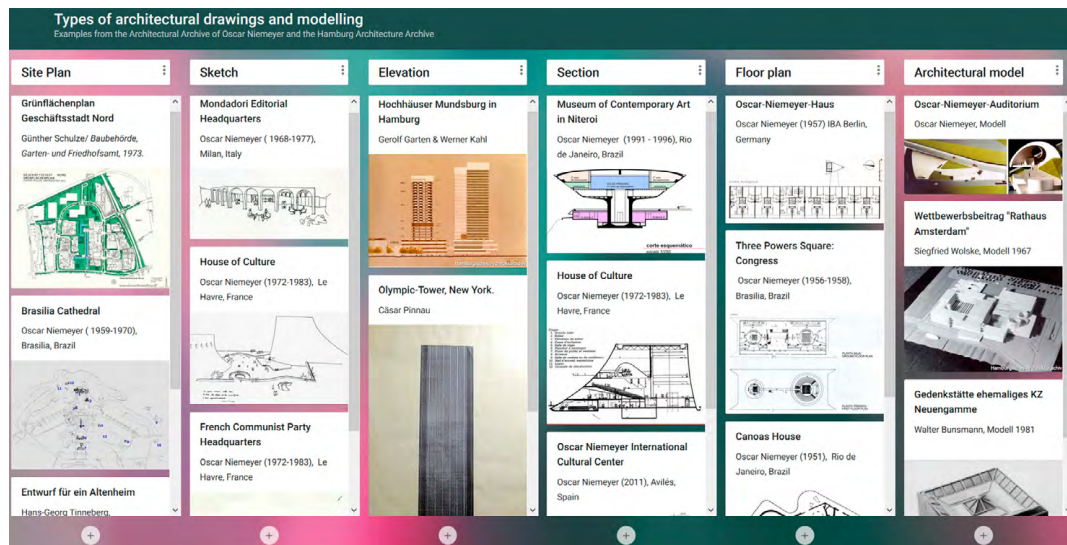 Types of architectural drawings and modelling
Examples from the Architectural Archive of Oscar Niemeyer and the Hamburg Architecture Archive
Site Plan
Grünflächenplan
Geschäftsstadt Nord
Günther Schulze/ Baubehörde,
Garten- und Friedhofsamt, 1973.
Brasilia Cathedral
Oscar Niemeyer ( 1959-1970),
Brasilia, Brazil
Entwurf für ein Altenheim
Hans-Georg Tinneberg,
Sketch
Mondadori Editorial
Headquarters
Oscar Niemeyer ( 1968-1977),
Milan, Italy
House of Culture
Oscar Niemeyer (1972-1983), Le
Havre, France
French Communist Party
Headquarters
Oscar Niemeyer (1972-1983), Le
Havre, France
Elevation
Hochhäuser Mundsburg in
Hamburg
Gerolf Garten & Werner Kahl
Olympic-Tower, New York.
Cäsar Pinnau
Section
Museum of Contemporary Art
in Niteroi
Oscar Niemeyer (1991 - 1996), Rio
de Janeiro, Brazil
corte esquemático
House of Culture
Oscar Niemeyer (1972-1983), Le
Havre, France
Oscar Niemeyer International
Cultural Center
Oscar Niemeyer (2011), Avilés,
Spain
Floor plan
Oscar-Niemeyer-Haus
Oscar Niemeyer (1957) IBA Berlin,
Germany
Three Powers Square:
Congress
Oscar Niemeyer (1956-1958),
Brasilia, Brazil
Canoas House
Oscar Niemeyer (1951), Rio de
Janeiro, Brazil
Architectural model
Oscar-Niemeyer-Auditorium
Oscar Niemeyer, Modell
Wettbewerbsbeitrag "Rathaus
Amsterdam"
Siegfried Wolske, Modell 1967
Gedenkstätte ehemaliges KZ
Neuengamme
Walter Bunsmann, Modell 1981